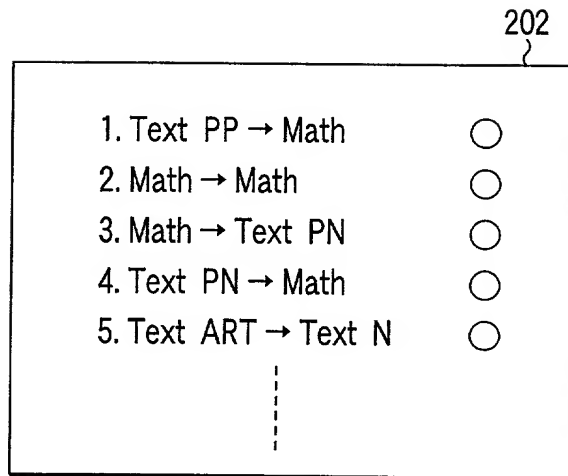 202
1. Text PP → Math
2. Math → Math
3. Math → Text PN
4. Text PN → Math
5. Text ART → Text N